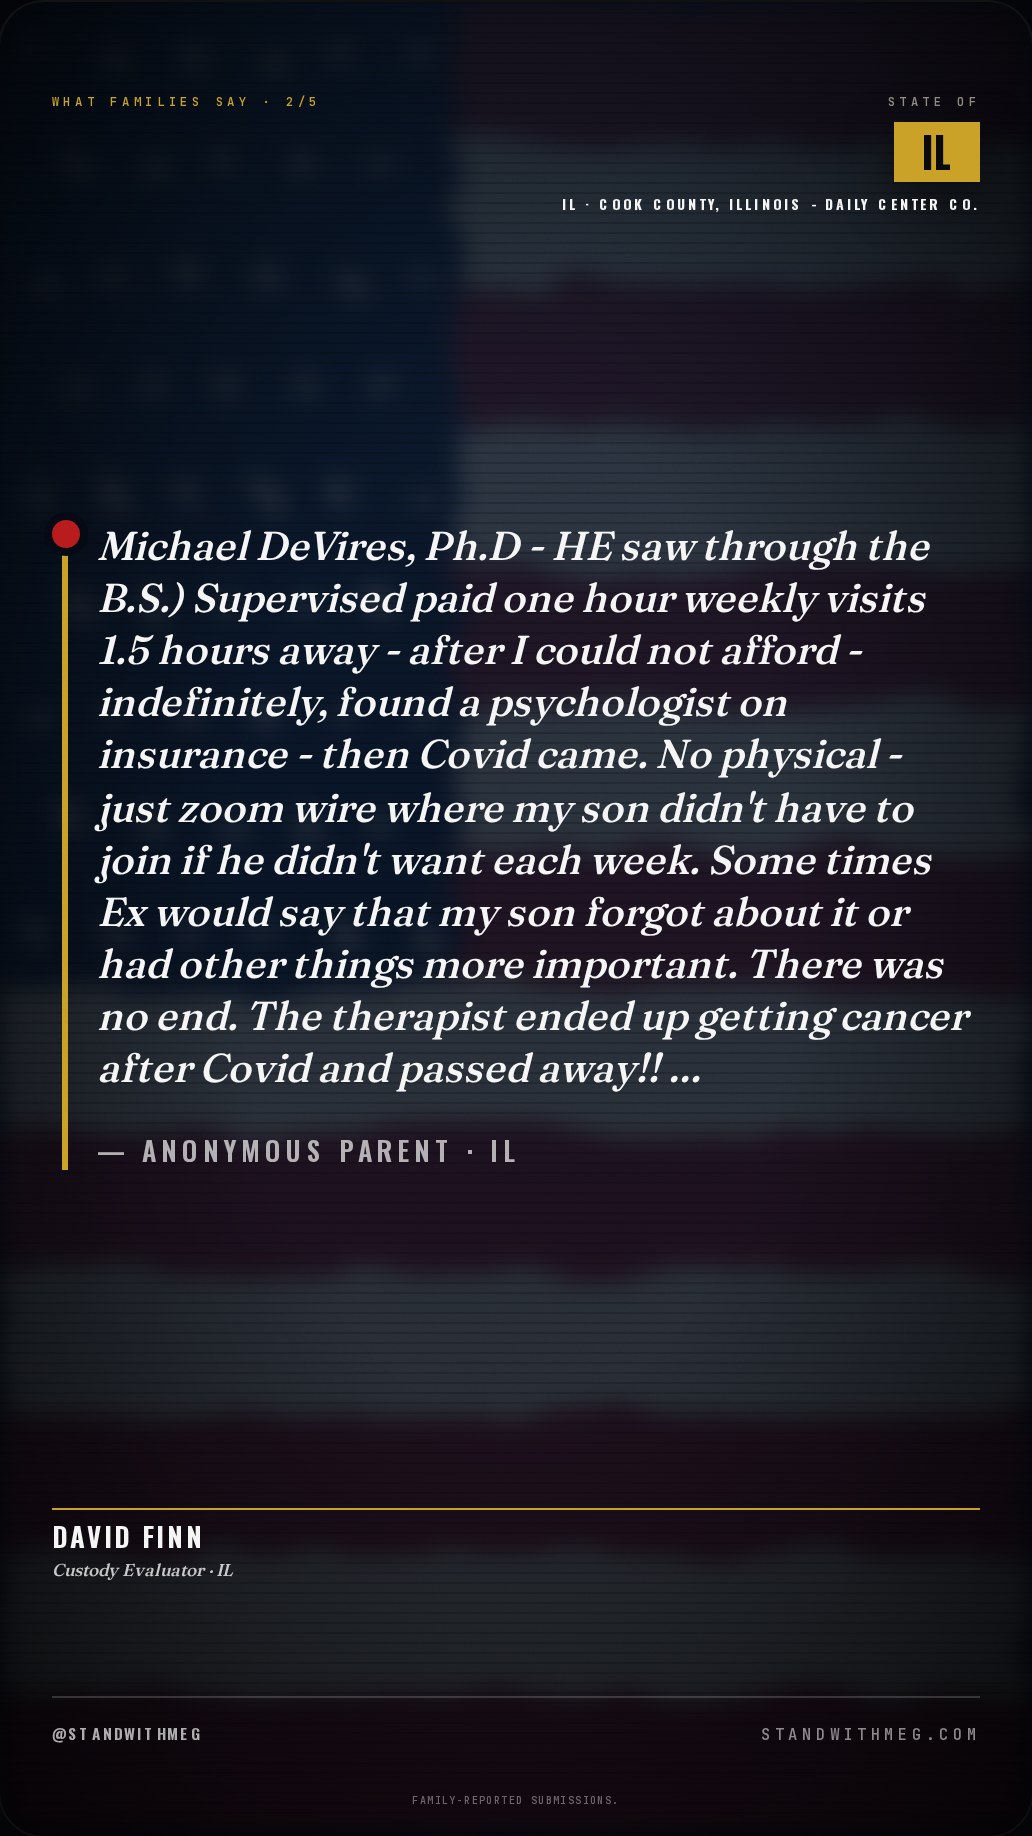 WHAT FAMILIES SAY · 2/5
STATE OF
IL
IL · COOK COUNTY, ILLINOIS - DAILY CENTER CO.
Michael DeVires, Ph.D - HE saw through the
B.S.) Supervised paid one hour weekly visits
1.5 hours away - after I could not afford -
indefinitely, found a psychologist on
insurance - then Covid came. No physical -
just zoom wire where my son didn't have to
join if he didn't want each week. Some times
Ex would say that my son forgot about it or
had other things more important. There was
no end. The therapist ended up getting cancer
after Covid and passed away!! ...
— ANONYMOUS PARENT · IL
DAVID FINN
Custody Evaluator · IL
@STANDWITHMEG
STANDWITHMEG.COM
FAMILY-REPORTED SUBMISSIONS.